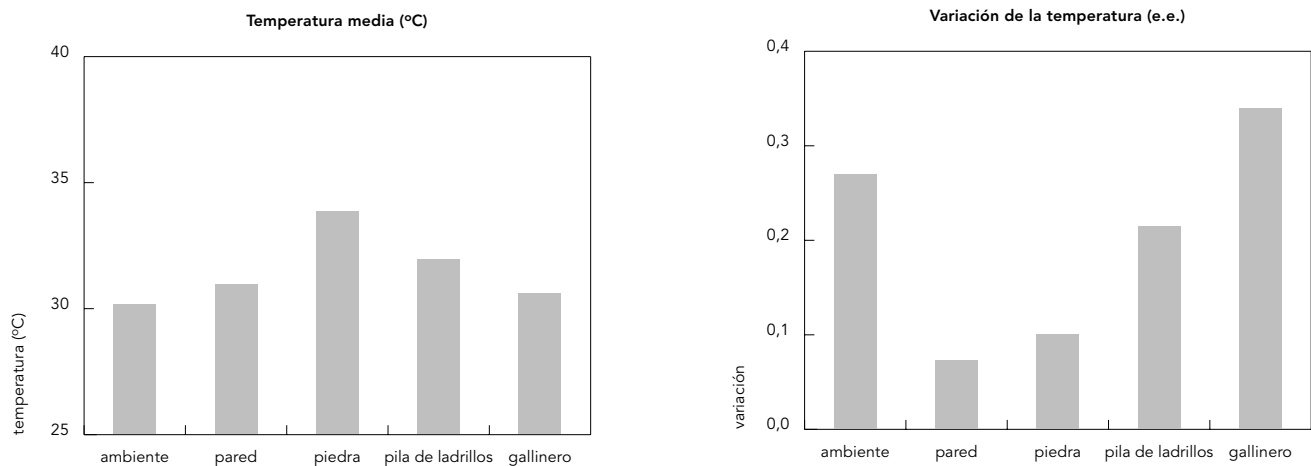 Temperatura media (ºC)
40
35
30
25
temperatura (ºC)
ambiente pared piedra pila de ladrillos gallinero
Variación de la temperatura (e.e.)
0,4
0,3
0,2
0,1
0,0
variación
ambiente pared piedra pila de ladrillos gallinero